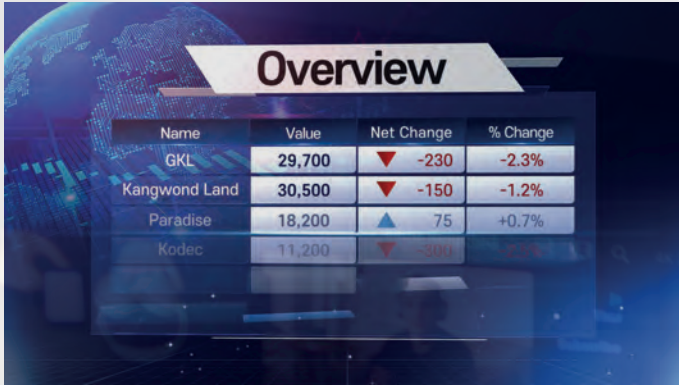 Overview
Name Value Net Change % Change
GKL 29,700 ▼ -230 -2.3%
Kangwond Land 30,500 ▼ -150 -1.2%
Paradise 18,200 ▲ 75 +0.7%
Kodec 11,200 ▼ -300